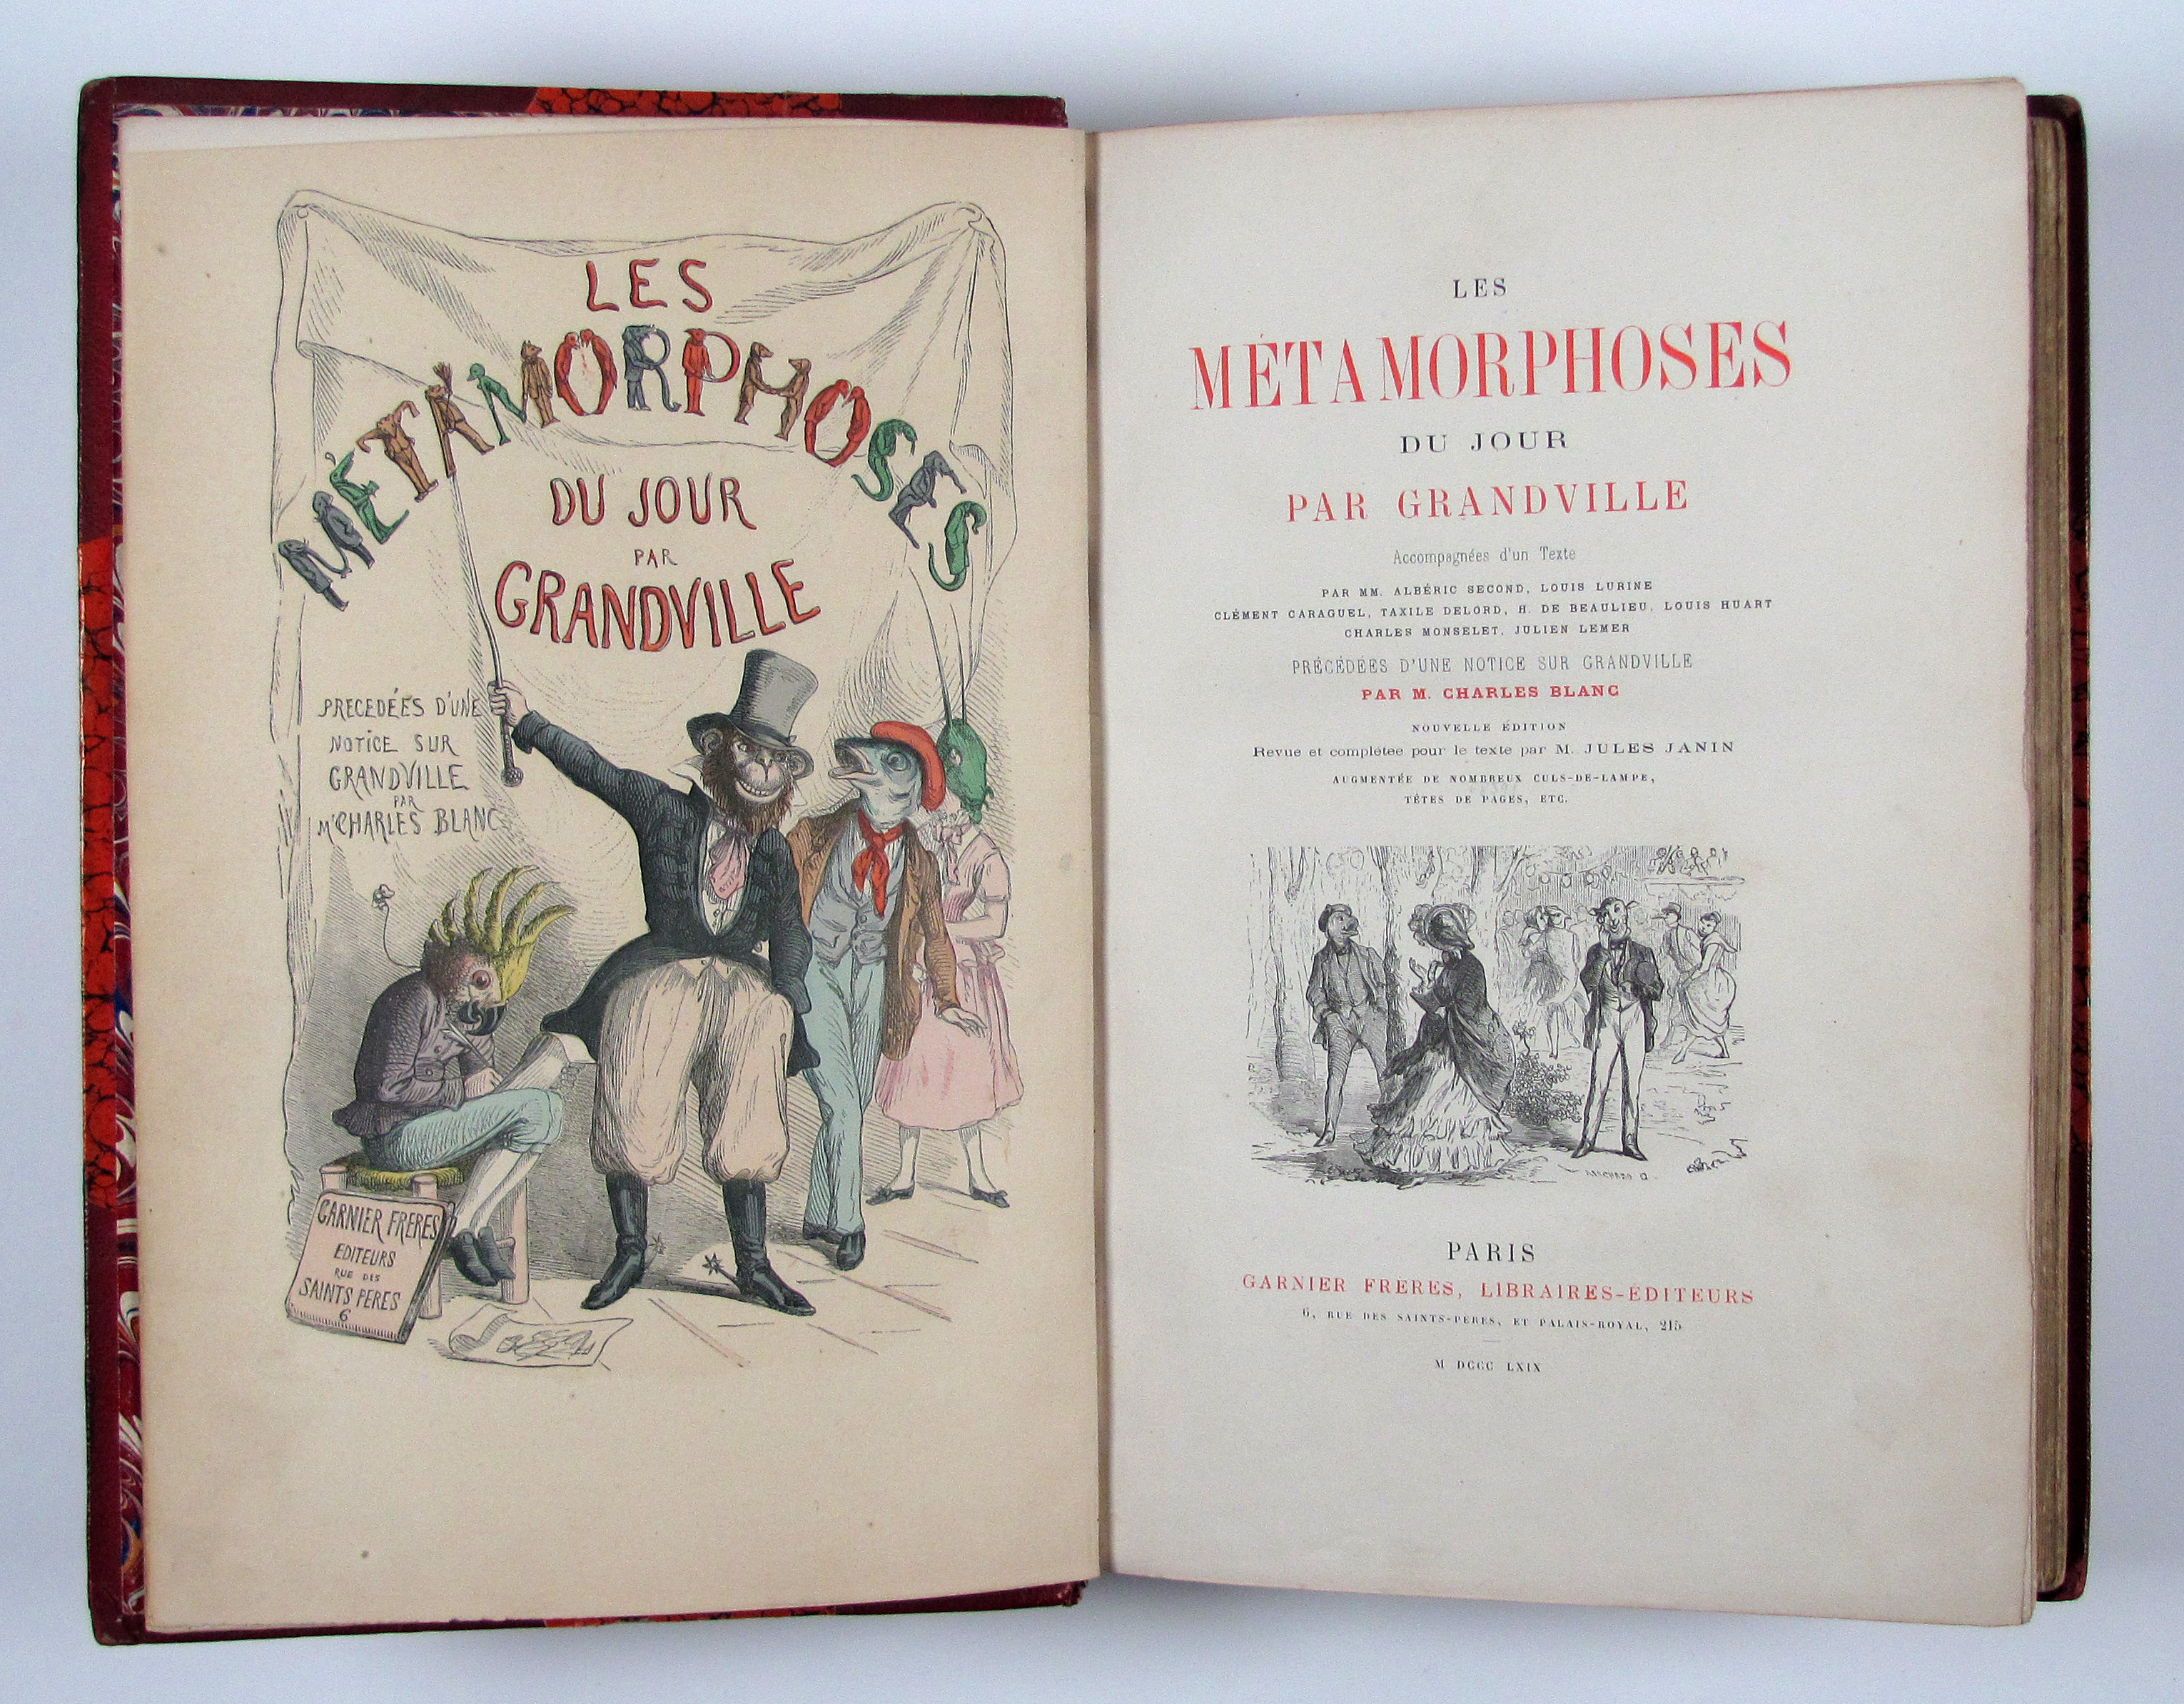 LES
MÉTAMORPHOSES
DU JOUR
PAR
GRANDVILLE
PRECEDÉES D'UNE
NOTICE SUR
GRANDVILLE
PAR
Mr CHARLES BLANC
GARNIER FRERES
EDITEURS
RUE DES
SAINTS PERES
6
LES
MÉTAMORPHOSES
DU JOUR
PAR GRANDVILLE
Accompagnées d'un Texte
PAR MM. ALBÉRIC SECOND, LOUIS LURINE
CLÉMENT CARAGUEL, TAXILE DELORD, H. DE BEAULIEU, LOUIS HUART
CHARLES MONSELET, JULIEN LEMER
PRÉCÉDÉES D'UNE NOTICE SUR GRANDVILLE
PAR M. CHARLES BLANC
NOUVELLE ÉDITION
Revue et complétée pour le texte par M. JULES JANIN
AUGMENTÉE DE NOMBREUX CULS-DE-LAMPE,
TÊTES DE PAGES, ETC.
PARIS
GARNIER FRÈRES, LIBRAIRES-ÉDITEURS
6, RUE DES SAINTS-PÈRES, ET PALAIS-ROYAL, 215
M DCCC LXIX